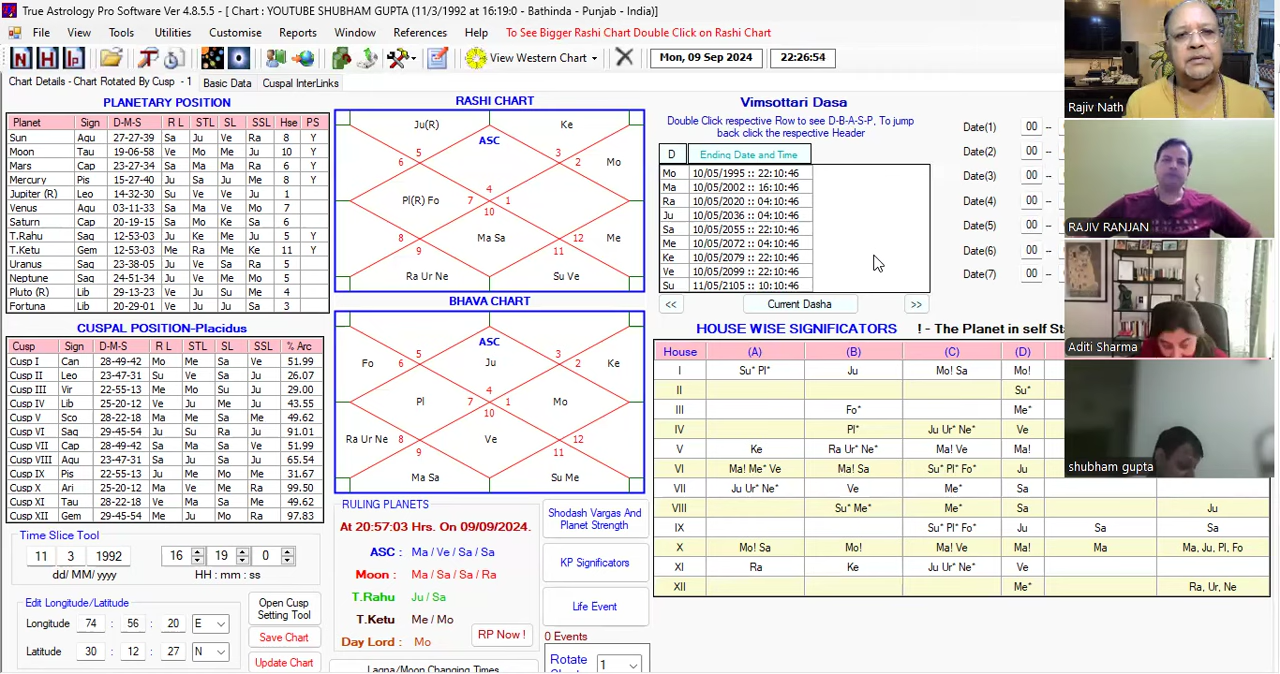 True Astrology Pro Software Ver 4.8.5.5 - [ Chart : YOUTUBE SHUBHAM GUPTA (11/3/1992 at 16:19:0 - Bathinda - Punjab - India)]
File View Tools Utilities Customise Reports Window References Help To See Bigger Rashi Chart Double Click on Rashi Chart
N H Ip View Western Chart Mon, 09 Sep 2024 22:26:54
Chart Details - Chart Rotated By Cusp - 1 Basic Data Cuspal InterLinks
PLANETARY POSITION
Planet Sign D-M-S R L STL SL SSL Hse PS
Sun Aqu 27-27-39 Sa Ju Ve Ra 8 Y
Moon Tau 19-06-58 Ve Mo Me Ju 10 Y
Mars Cap 23-27-34 Sa Ma Ra Ma 6 Y
Mercury Pis 15-27-40 Ju Sa Ju Me 8 Y
Jupiter (R) Leo 14-32-30 Su Ve Ve Ju 1
Venus Aqu 03-11-33 Sa Ma Ve Mo 7
Saturn Cap 20-19-15 Sa Mo Ke Sa 6
T.Rahu Sag 12-53-03 Ju Ke Me Ju 5 Y
T.Ketu Gem 12-53-03 Me Ra Me Ke 11 Y
Uranus Sag 23-38-05 Ju Ve Sa Ra 5
Neptune Sag 24-51-34 Ju Ve Me Mo 5
Pluto (R) Lib 29-13-23 Ve Ju Su Me 4
Fortuna Lib 20-29-01 Ve Ju Ju Sa 3
CUSPAL POSITION-Placidus
Cusp Sign D-M-S R L STL SL SSL % Arc
Cusp I Can 28-49-42 Mo Me Sa Ve 51.99
Cusp II Leo 23-47-31 Su Ve Sa Ju 26.07
Cusp III Vir 22-55-13 Me Mo Su Ju 29.00
Cusp IV Lib 25-20-12 Ve Ju Me Ju 43.55
Cusp V Sco 28-22-18 Ma Me Sa Me 49.62
Cusp VI Sag 29-45-54 Ju Su Ra Ju 91.01
Cusp VII Cap 28-49-42 Sa Ma Sa Ve 51.99
Cusp VIII Aqu 23-47-31 Sa Ju Sa Ma 65.54
Cusp IX Pis 22-55-13 Ju Me Mo Me 31.67
Cusp X Ari 25-20-12 Ma Ve Me Ra 99.50
Cusp XI Tau 28-22-18 Ve Ma Sa Me 49.62
Cusp XII Gem 29-45-54 Me Ju Mo Ra 97.83
Time Slice Tool
11 3 1992 16 19 0
dd/ MM/ yyyy HH : mm : ss
Edit Longitude/Latitude
Longitude 74 : 56 : 20 E
Latitude 30 : 12 : 27 N
Open Cusp Setting Tool
Save Chart
Update Chart
RASHI CHART
Ju(R) ASC Ke
5 3
6 2 Mo
4
Pl(R) Fo 7 1
10
8 Ma Sa 12 Me
9 11
Ra Ur Ne Su Ve
BHAVA CHART
ASC
5 3
Fo 6 Ju 2 Ke
4
Pl 7 1 Mo
10
Ra Ur Ne 8 Ve 12
9 11
Ma Sa Su Me
RULING PLANETS
At 20:57:03 Hrs. On 09/09/2024.
ASC : Ma / Ve / Sa / Sa
Moon : Ma / Sa / Sa / Ra
T.Rahu Ju / Sa
T.Ketu Me / Mo
Day Lord : Mo RP Now !
Lagna/Moon Changing Times
Shodash Vargas And Planet Strength
KP Significators
Life Event
0 Events
Rotate 1
Vimsottari Dasa
Double Click respective Row to see D-B-A-S-P, To jump
back click the respective Header
D Ending Date and Time
Mo 10/05/1995 :: 22:10:46
Ma 10/05/2002 :: 16:10:46
Ra 10/05/2020 :: 04:10:46
Ju 10/05/2036 :: 04:10:46
Sa 10/05/2055 :: 22:10:46
Me 10/05/2072 :: 04:10:46
Ke 10/05/2079 :: 22:10:46
Ve 10/05/2099 :: 22:10:46
Su 11/05/2105 :: 10:10:46
<< Current Dasha >>
Date(1) 00 --
Date(2) 00 --
Date(3) 00 --
Date(4) 00 --
Date(5) 00 --
Date(6) 00 --
Date(7) 00 --
HOUSE WISE SIGNIFICATORS ! - The Planet in self
House (A) (B) (C) (D)
I Su* Pl* Ju Mo! Sa Mo!
II Su*
III Fo* Me*
IV Pl* Ju Ur* Ne* Ve
V Ke Ra Ur* Ne* Ma! Ve Ma!
VI Ma! Me* Ve Ma! Sa Su* Pl* Fo* Ju
VII Ju Ur* Ne* Ve Me* Sa
VIII Su* Me* Me* Sa Ju
IX Su* Pl* Fo* Ju Sa Sa
X Mo! Sa Mo! Ma! Ve Ma! Ma Ma, Ju, Pl, Fo
XI Ra Ke Ju Ur* Ne* Ve
XII Me* Ra, Ur, Ne
Rajiv Nath
RAJIV RANJAN
Aditi Sharma
shubham gupta